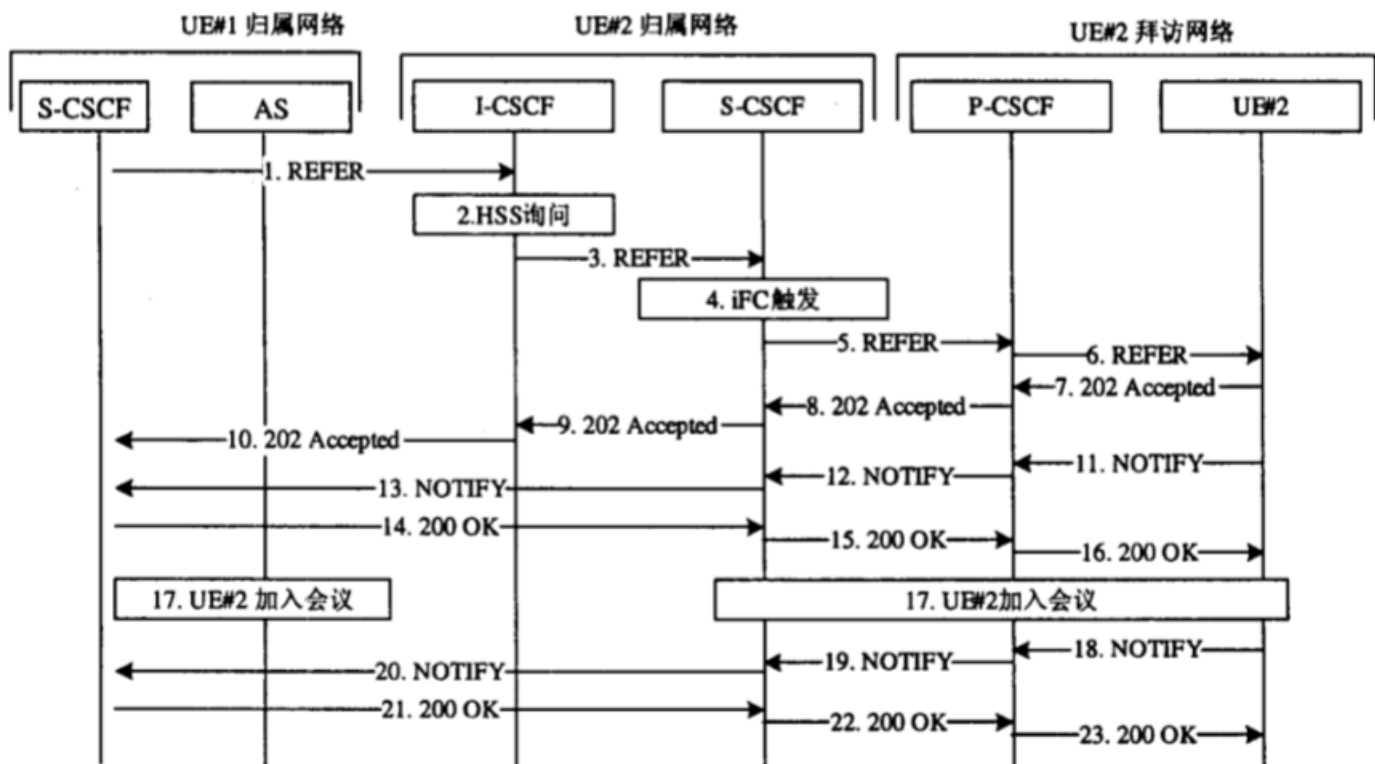 UE#1 归属网络 UE#2 归属网络 UE#2 拜访网络
S-CSCF AS I-CSCF S-CSCF P-CSCF UE#2
1. REFER
2.HSS询问
3. REFER
4. iFC触发
5. REFER
6. REFER
7. 202 Accepted
8. 202 Accepted
9. 202 Accepted
10. 202 Accepted
11. NOTIFY
12. NOTIFY
13. NOTIFY
14. 200 OK
15. 200 OK
16. 200 OK
17. UE#2 加入会议 17. UE#2加入会议
18. NOTIFY
19. NOTIFY
20. NOTIFY
21. 200 OK
22. 200 OK
23. 200 OK